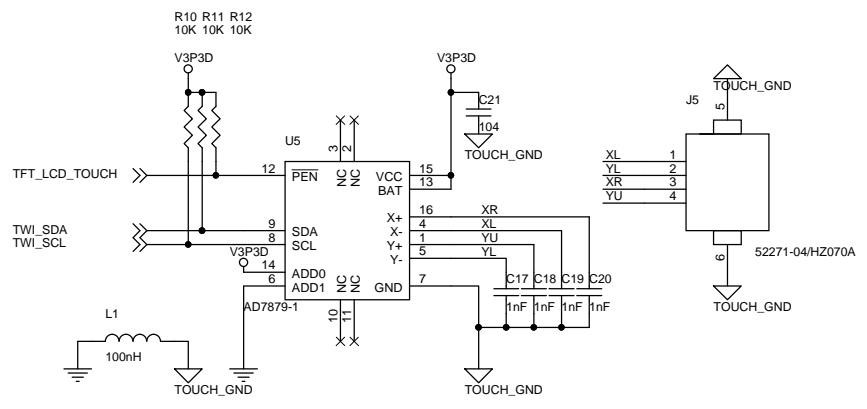 R10 R11 R12
10K 10K 10K
V3P3D
V3P3D
C21
104
TOUCH_GND
TOUCH_GND
5
J5
U5
3
2
NC
NC
TFT_LCD_TOUCH
12
PEN
VCC
15
BAT
13
XL
1
YL
2
XR
3
YU
4
TWI_SDA
9
SDA
TWI_SCL
8
SCL
X+
16
XR
X-
4
XL
Y+
1
YU
Y-
5
YL
V3P3D
14
ADD0
6
ADD1
NC
NC
GND
7
C17 C18 C19 C20
1nF 1nF 1nF 1nF
6
52271-04/HZ070A
AD7879-1
10
11
L1
100nH
TOUCH_GND
TOUCH_GND
TOUCH_GND